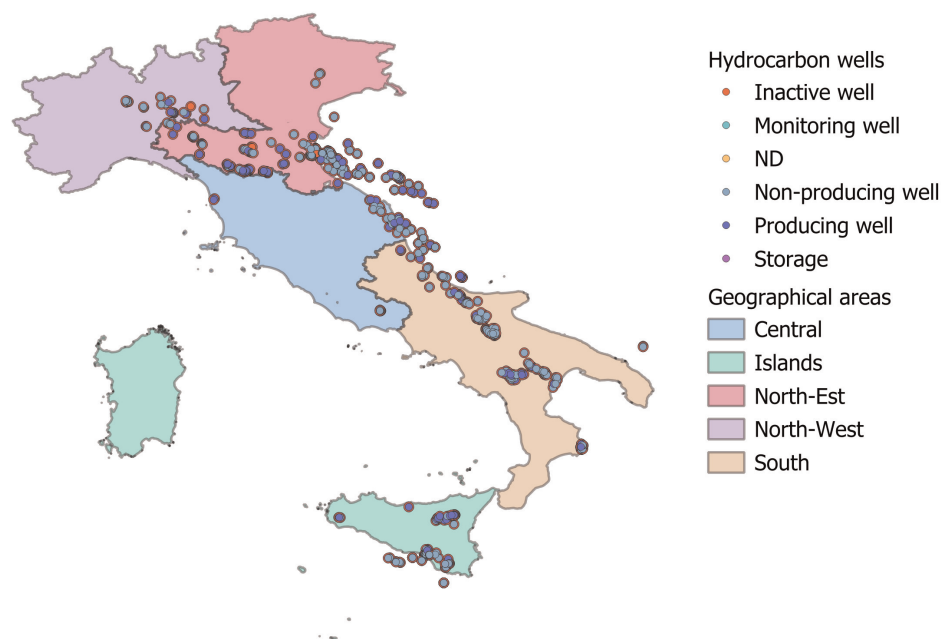 Hydrocarbon wells
Inactive well
Monitoring well
ND
Non-producing well
Producing well
Storage
Geographical areas
Central
Islands
North-Est
North-West
South